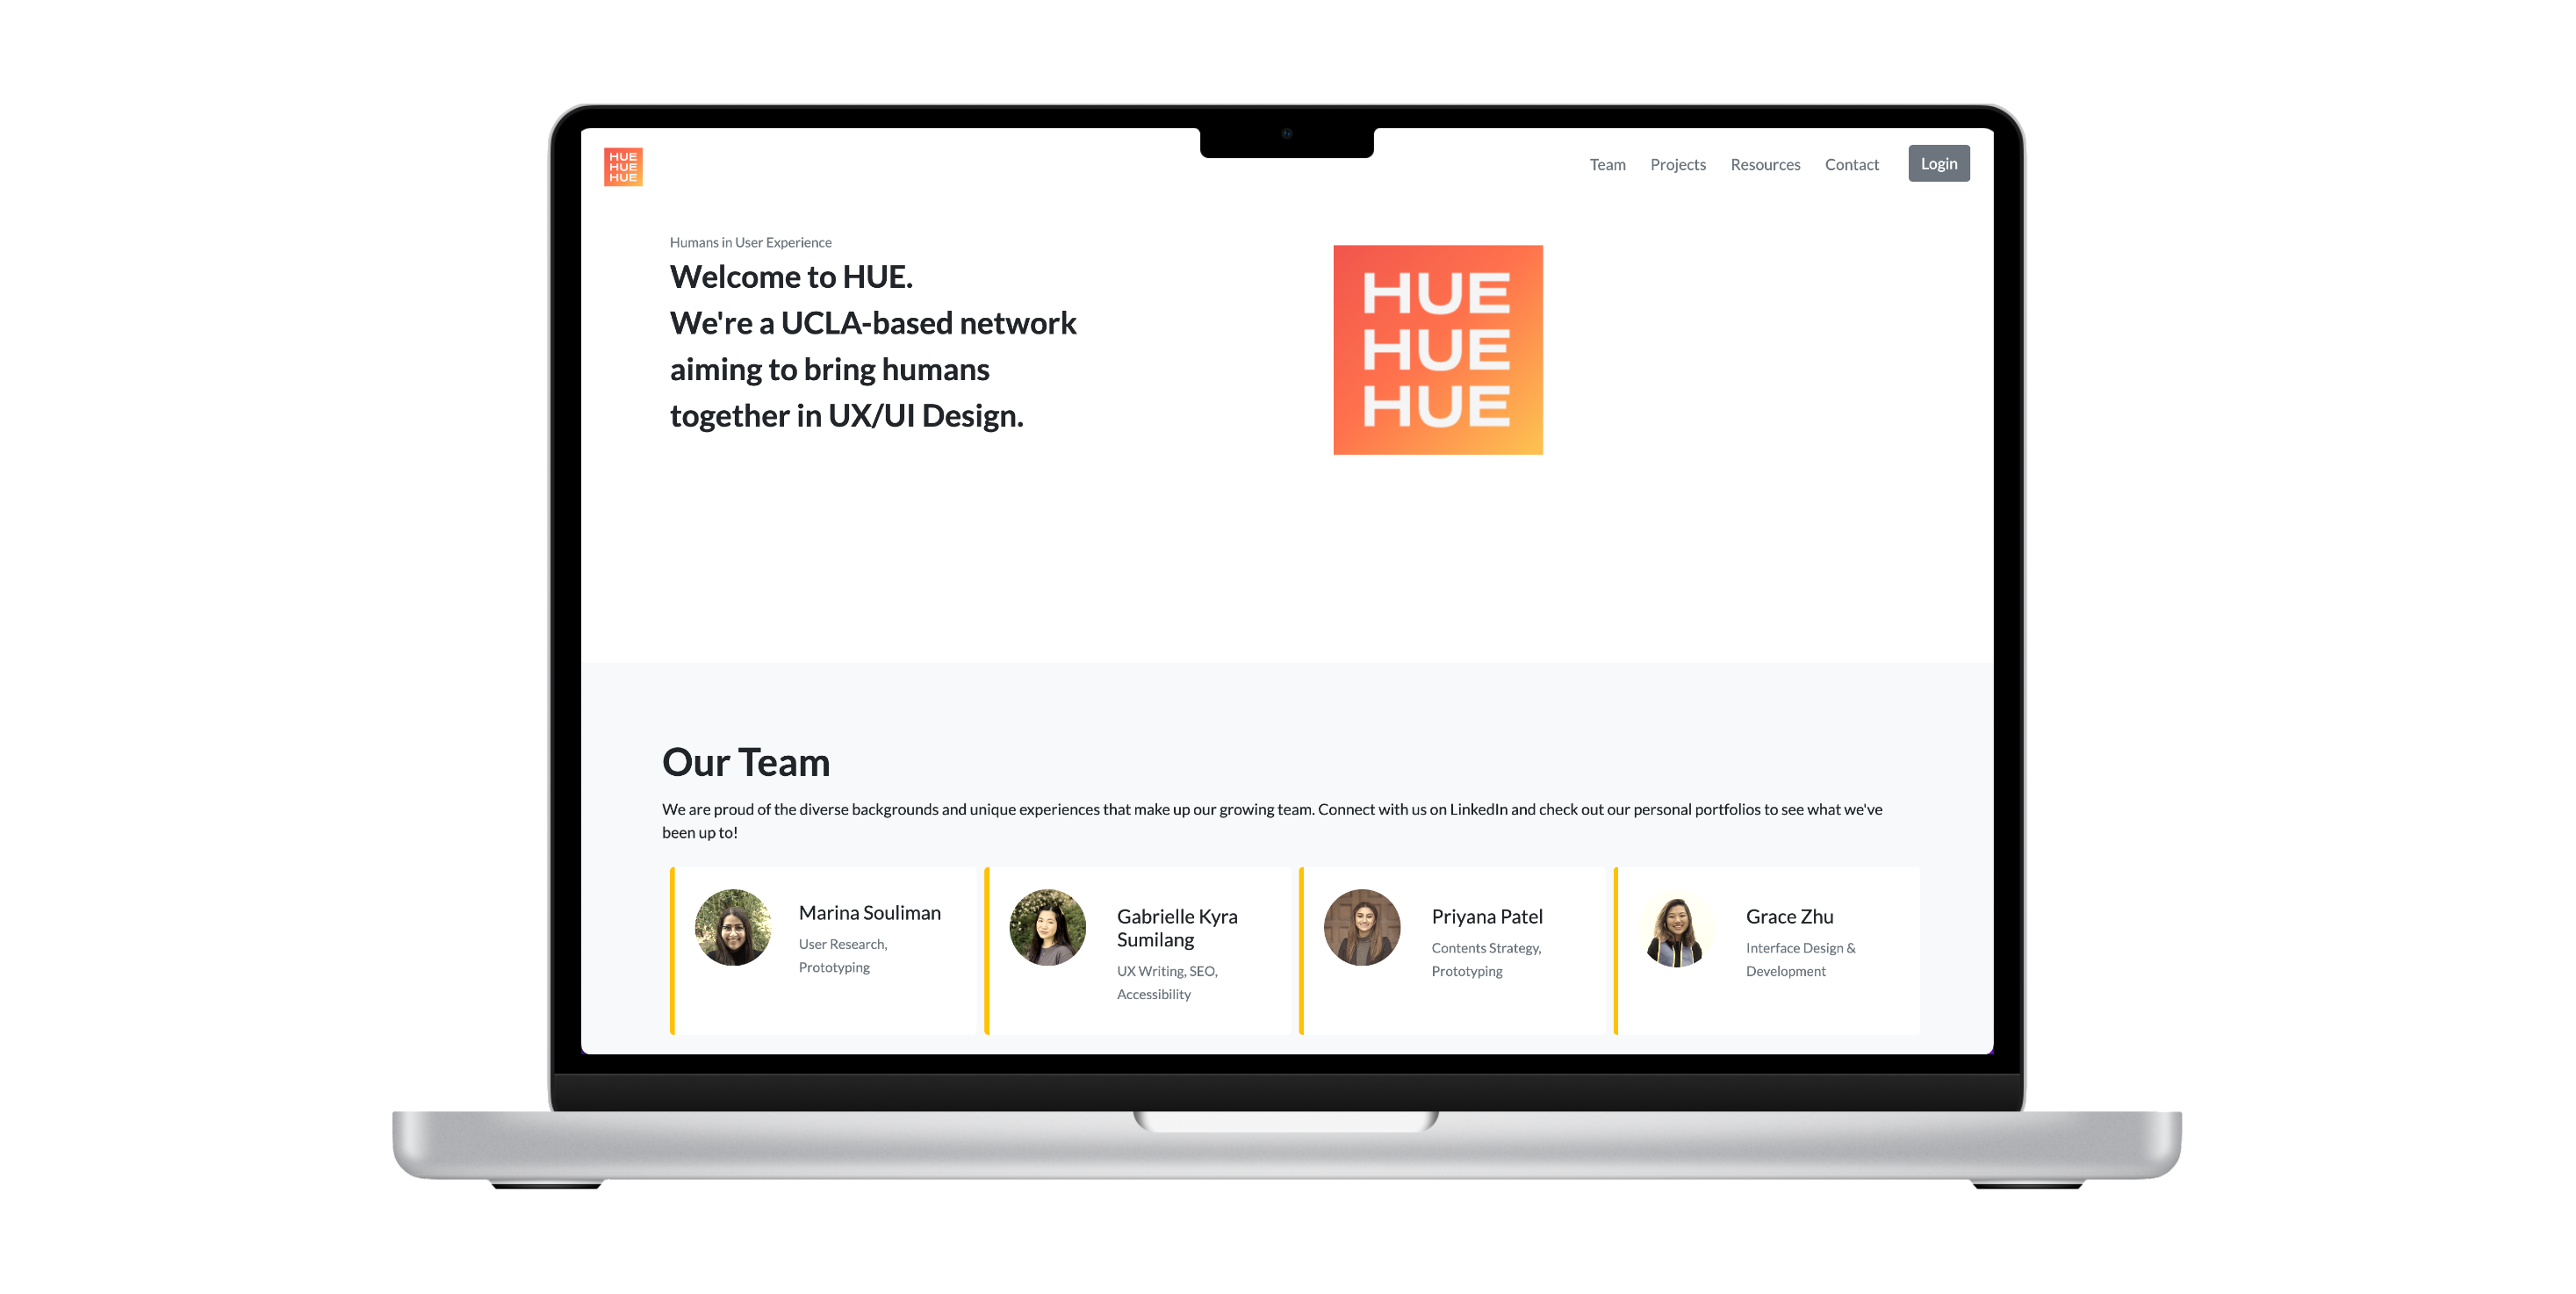 HUE
HUE
HUE
Team Projects Resources Contact Login
Humans in User Experience
Welcome to HUE.
We're a UCLA-based network
aiming to bring humans
together in UX/UI Design.
HUE
HUE
HUE
Our Team
We are proud of the diverse backgrounds and unique experiences that make up our growing team. Connect with us on LinkedIn and check out our personal portfolios to see what we've
been up to!
Marina Souliman
User Research,
Prototyping
Gabrielle Kyra
Sumilang
UX Writing, SEO,
Accessibility
Priyana Patel
Contents Strategy,
Prototyping
Grace Zhu
Interface Design &
Development